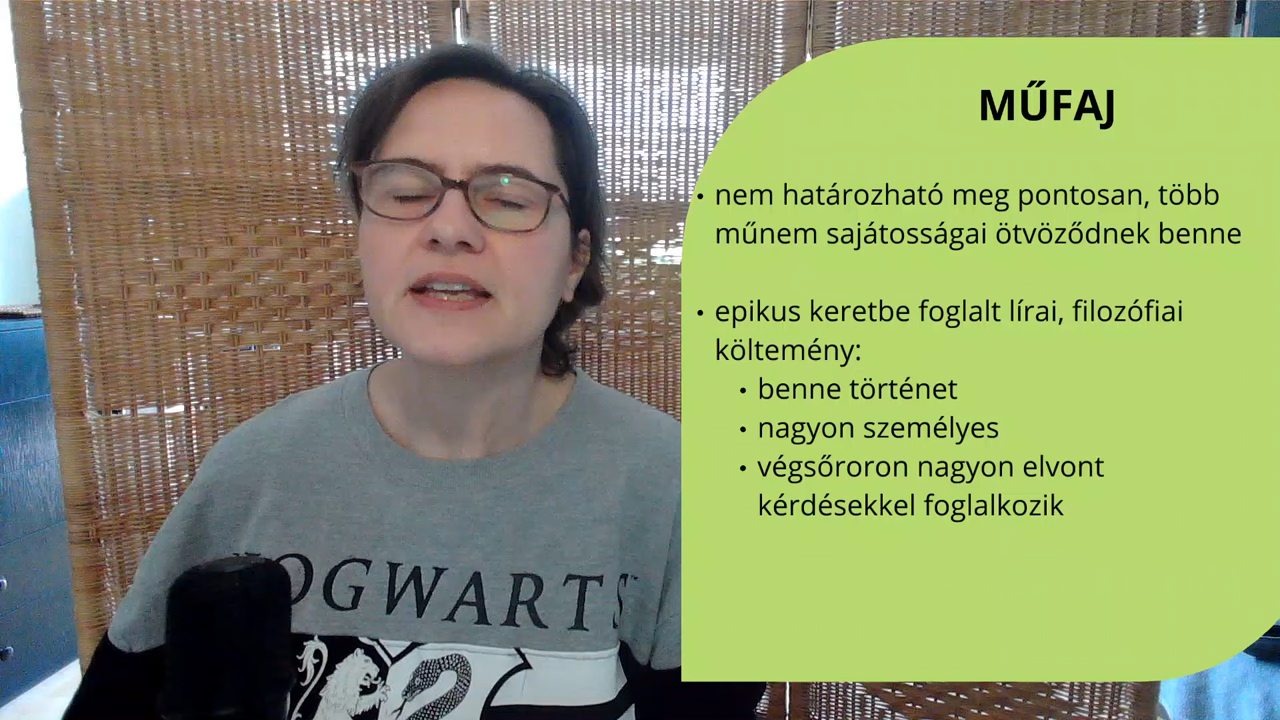 MŰFAJ
• nem határozható meg pontosan, több
műnem sajátosságai ötvöződnek benne
• epikus keretbe foglalt lírai, filozófiai
költemény:
• benne történet
• nagyon személyes
• végsőroron nagyon elvont
kérdésekkel foglalkozik
HOGWARTS